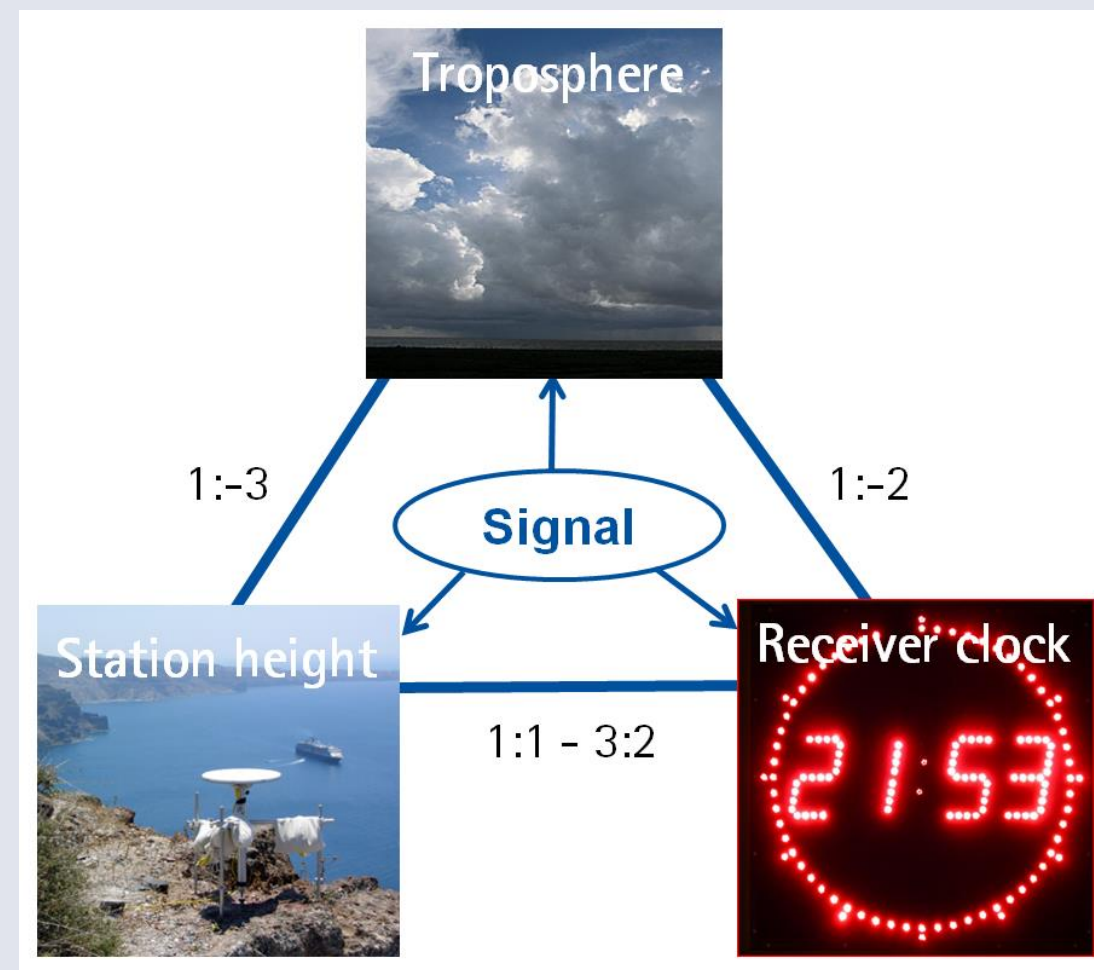 Troposphere
1:-3
1:-2
Signal
Station height
Receiver clock
21:53
1:1 - 3:2